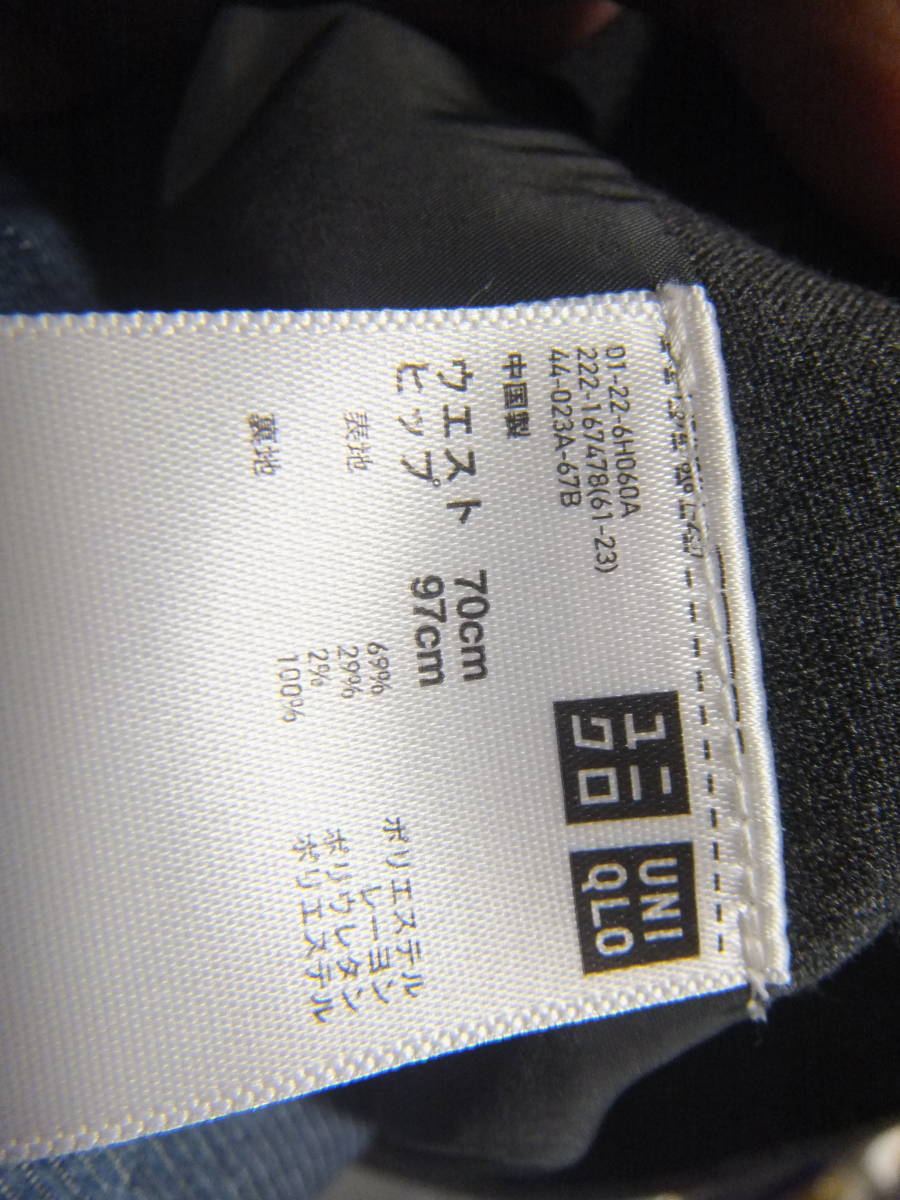 ユニ
クロ
UNI
QLO
01-22-6H060A
222-167478(61-23)
44-023A-67B
中国製
ウエスト 70cm
ヒップ 97cm
表地 69% ポリエステル
29% レーヨン
2% ポリウレタン
裏地 100% ポリエステル